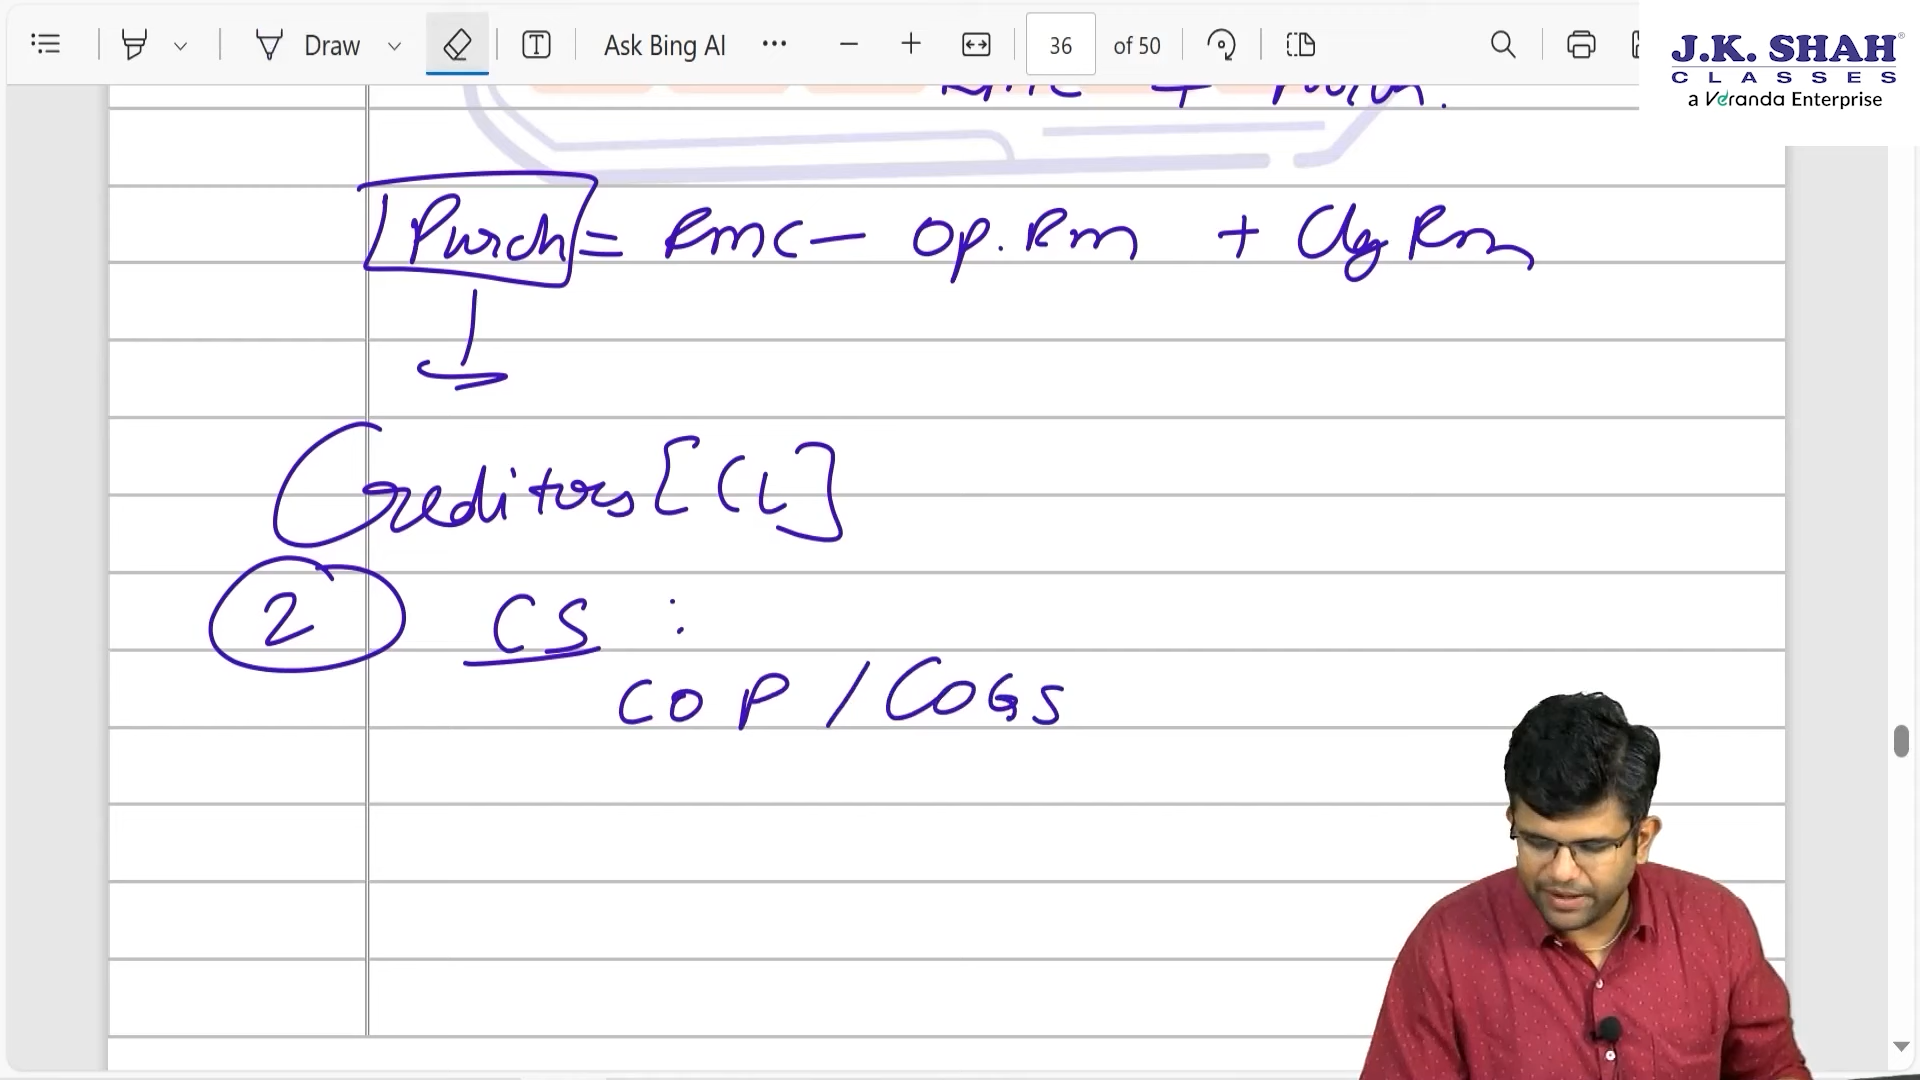 Draw
Ask Bing AI
36 of 50
J.K. SHAH
CLASSES
a Veranda Enterprise
Purch = RMC - Op. Rm + Clg Rm
Creditors [CL]
2 CS :
COP / COGS